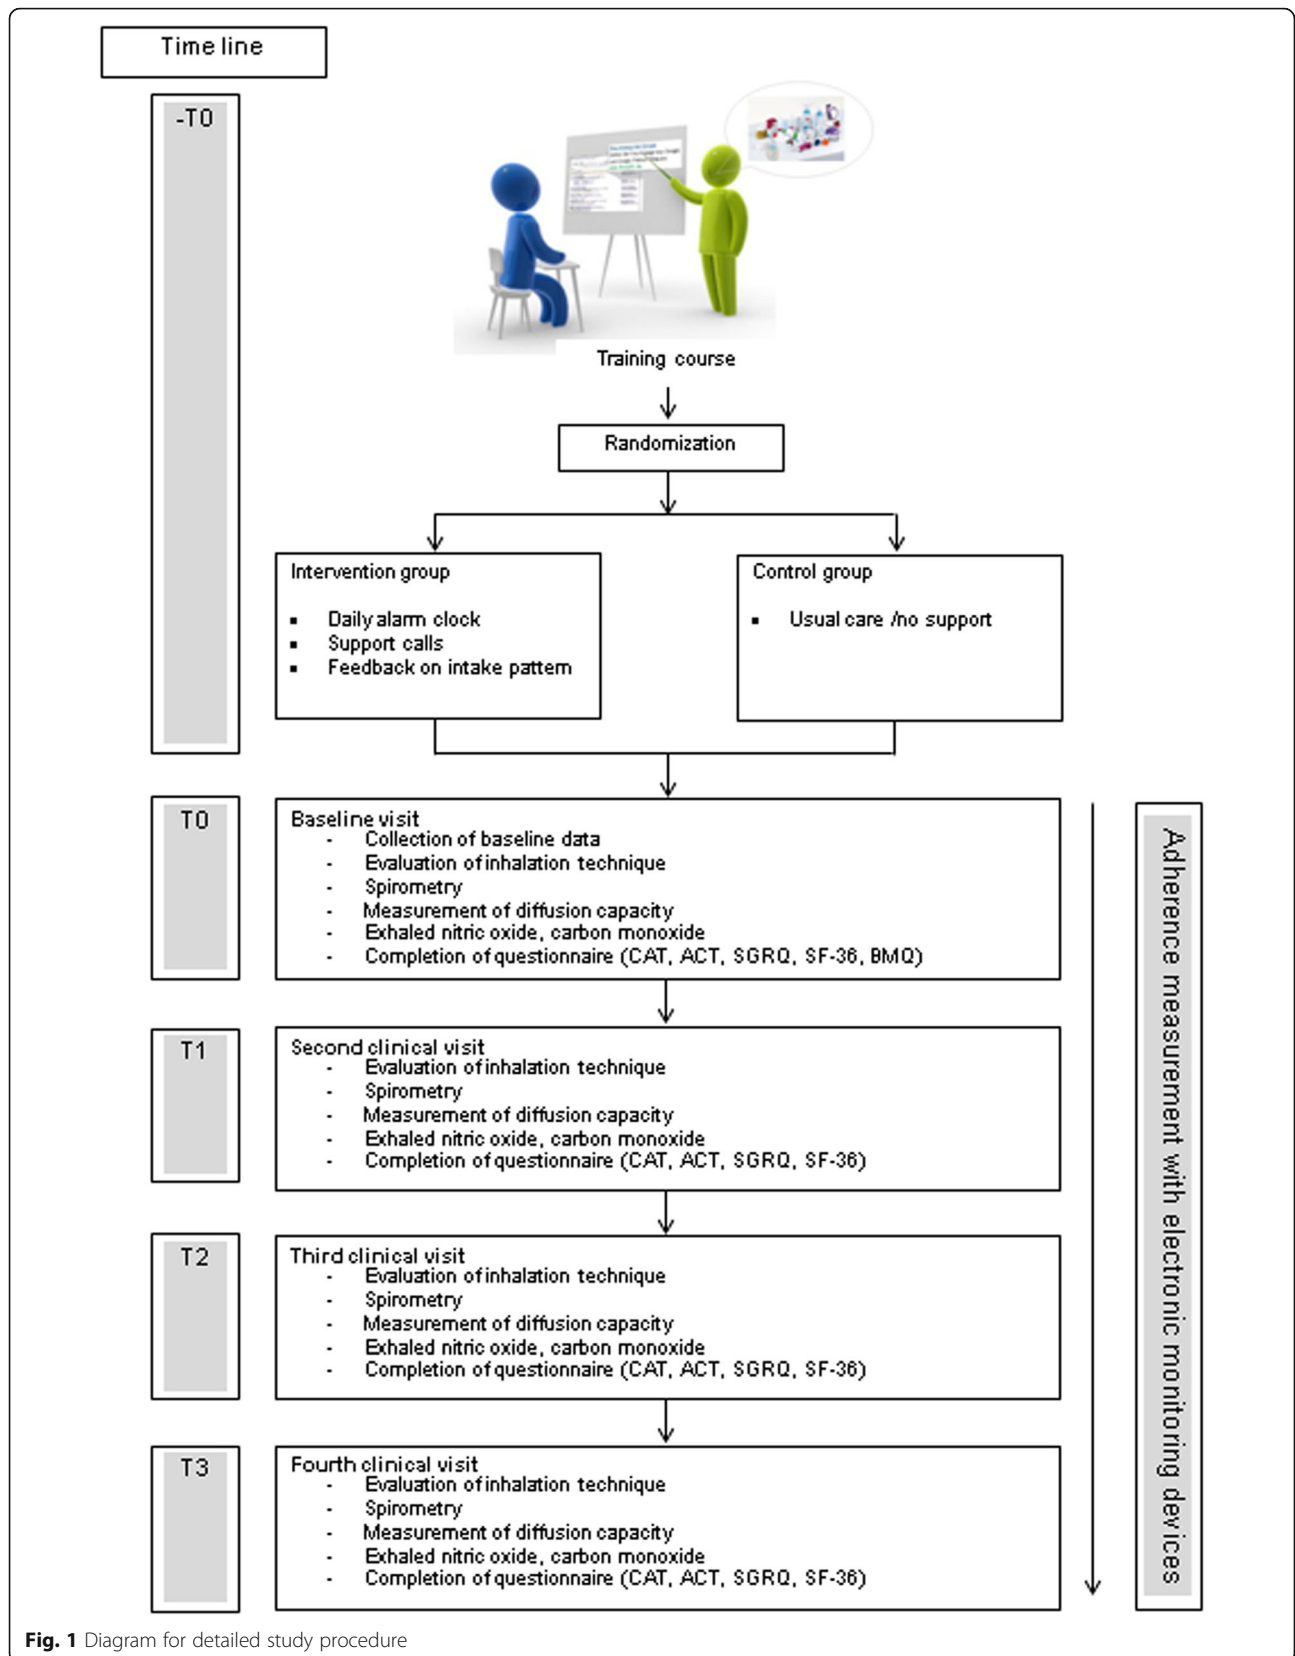 Time line
-T0
Training course
Randomization
Intervention group
▪ Daily alarm clock
▪ Support calls
▪ Feedback on intake pattern
Control group
▪ Usual care /no support
T0
Baseline visit
- Collection of baseline data
- Evaluation of inhalation technique
- Spirometry
- Measurement of diffusion capacity
- Exhaled nitric oxide, carbon monoxide
- Completion of questionnaire (CAT, ACT, SGRQ, SF-36, BMQ)
T1
Second clinical visit
- Evaluation of inhalation technique
- Spirometry
- Measurement of diffusion capacity
- Exhaled nitric oxide, carbon monoxide
- Completion of questionnaire (CAT, ACT, SGRQ, SF-36)
T2
Third clinical visit
- Evaluation of inhalation technique
- Spirometry
- Measurement of diffusion capacity
- Exhaled nitric oxide, carbon monoxide
- Completion of questionnaire (CAT, ACT, SGRQ, SF-36)
T3
Fourth clinical visit
- Evaluation of inhalation technique
- Spirometry
- Measurement of diffusion capacity
- Exhaled nitric oxide, carbon monoxide
- Completion of questionnaire (CAT, ACT, SGRQ, SF-36)
Adherence measurement with electronic monitoring devices
Fig. 1 Diagram for detailed study procedure